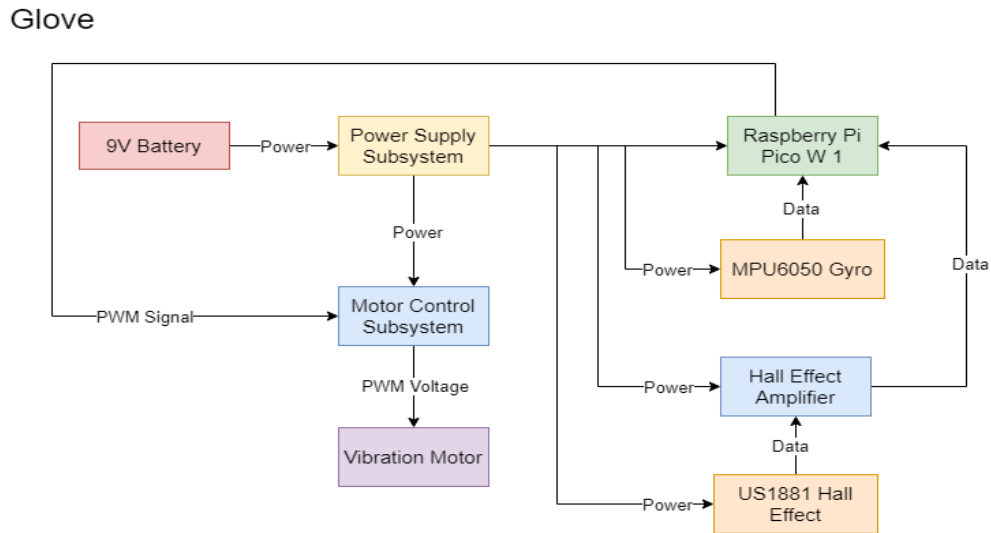 Glove
9V Battery
Power
Power Supply
Subsystem
Raspberry Pi
Pico W 1
Data
Power
Power
MPU6050 Gyro
Data
PWM Signal
Motor Control
Subsystem
PWM Voltage
Power
Hall Effect
Amplifier
Vibration Motor
Data
Power
US1881 Hall
Effect